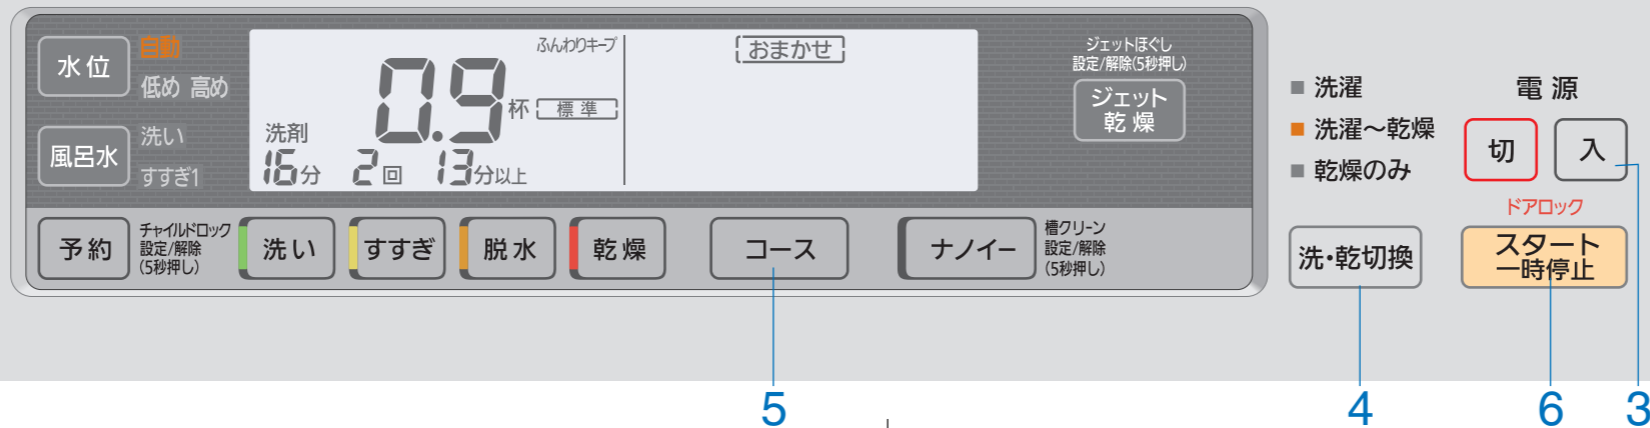 水位
自動
低め 高め
風呂水
洗い
すすぎ1
ふんわりキープ
0.9杯 標準
洗剤
16分 2回 13分以上
おまかせ
ジェットほぐし
設定/解除(5秒押し)
ジェット
乾燥
予約
チャイルドロック
設定/解除
(5秒押し)
洗い
すすぎ
脱水
乾燥
コース
ナノイー
槽クリーン
設定/解除
(5秒押し)
■ 洗濯
■ 洗濯～乾燥
■ 乾燥のみ
電源
切
入
ドアロック
洗・乾切換
スタート
一時停止
5
4
6
3